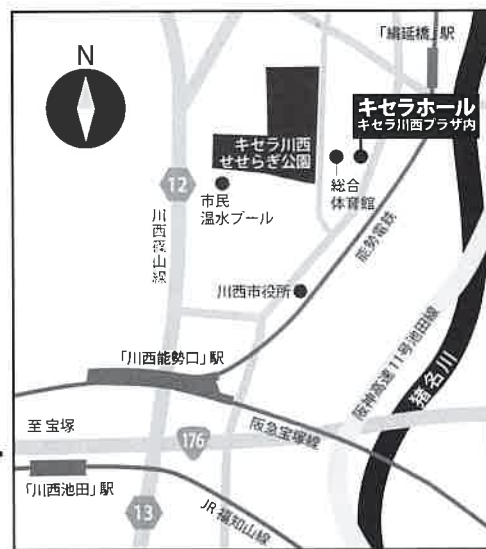 N
「絹延橋」駅
キセラホール
キセラ川西プラザ内
キセラ川西
せせらぎ公園
総合
体育館
12
市民
温水プール
川西篠山線
能勢電鉄
川西市役所
「川西能勢口」駅
阪神高速11号池田線
猪名川
至 宝塚
176
阪急宝塚線
「川西池田」駅
13
JR福知山線